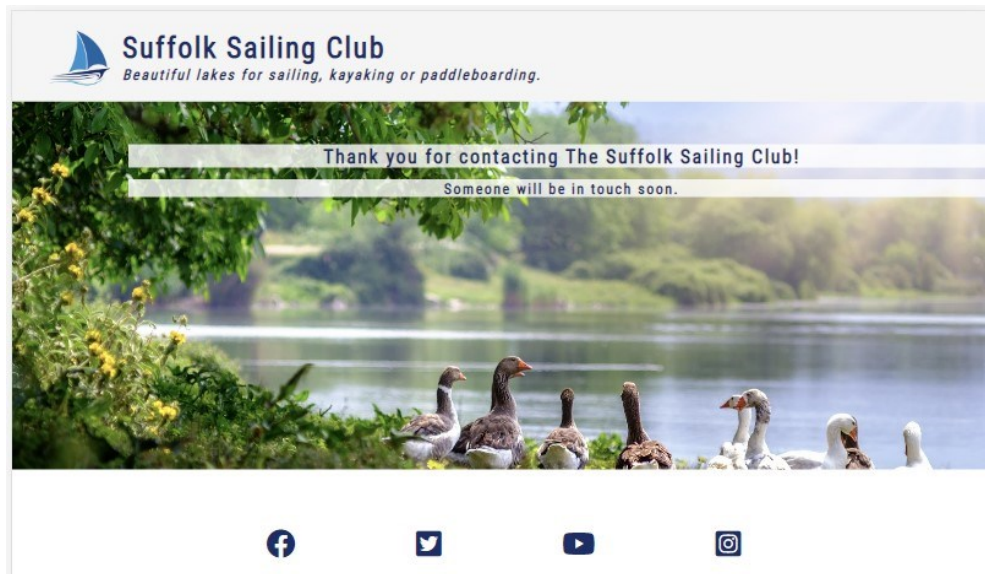 Suffolk Sailing Club
Beautiful lakes for sailing, kayaking or paddleboarding.
Thank you for contacting The Suffolk Sailing Club!
Someone will be in touch soon.